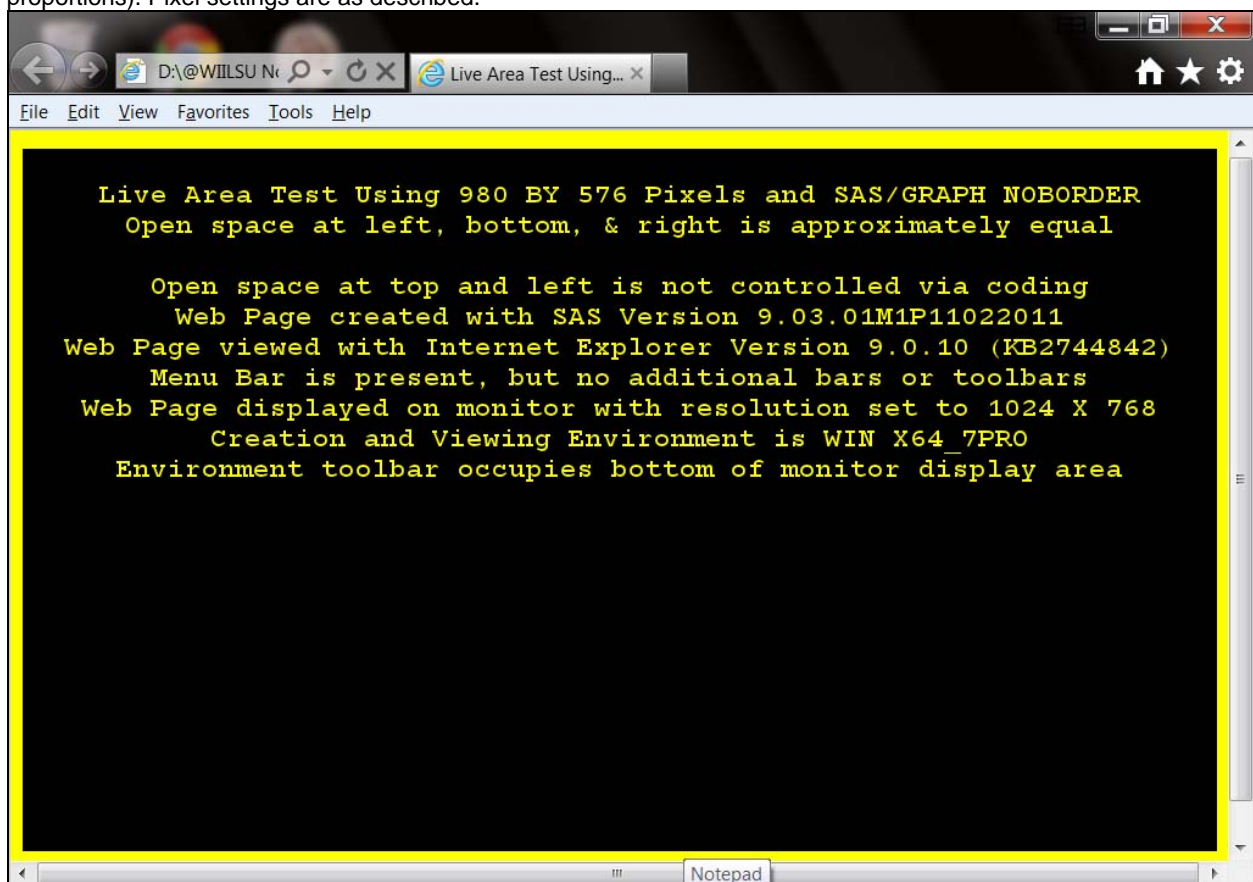 proportions). Pixel settings are as described.
D:\@WIILSU Nc
Live Area Test Using...
File Edit View Favorites Tools Help
Live Area Test Using 980 BY 576 Pixels and SAS/GRAPH NOBORDER
Open space at left, bottom, & right is approximately equal
Open space at top and left is not controlled via coding
Web Page created with SAS Version 9.03.01M1P11022011
Web Page viewed with Internet Explorer Version 9.0.10 (KB2744842)
Menu Bar is present, but no additional bars or toolbars
Web Page displayed on monitor with resolution set to 1024 X 768
Creation and Viewing Environment is WIN X64_7PRO
Environment toolbar occupies bottom of monitor display area
Notepad